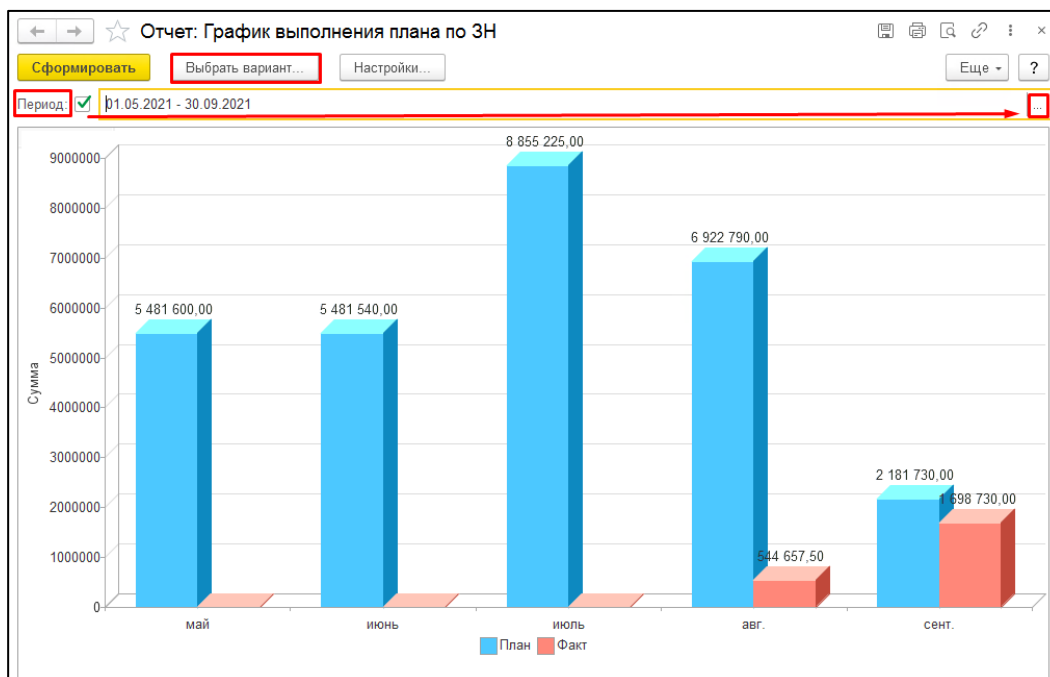 Отчет: График выполнения плана по ЗН
Сформировать Выбрать вариант... Настройки... Еще ?
Период: 01.05.2021 - 30.09.2021 ...
8 855 225,00
9000000
8000000
6 922 790,00
7000000
6000000
5 481 600,00 5 481 540,00
5000000
Сумма
4000000
3000000
2 181 730,00
2000000
1 698 730,00
1000000
544 657,50
0
май июнь июль авг. сент.
План Факт